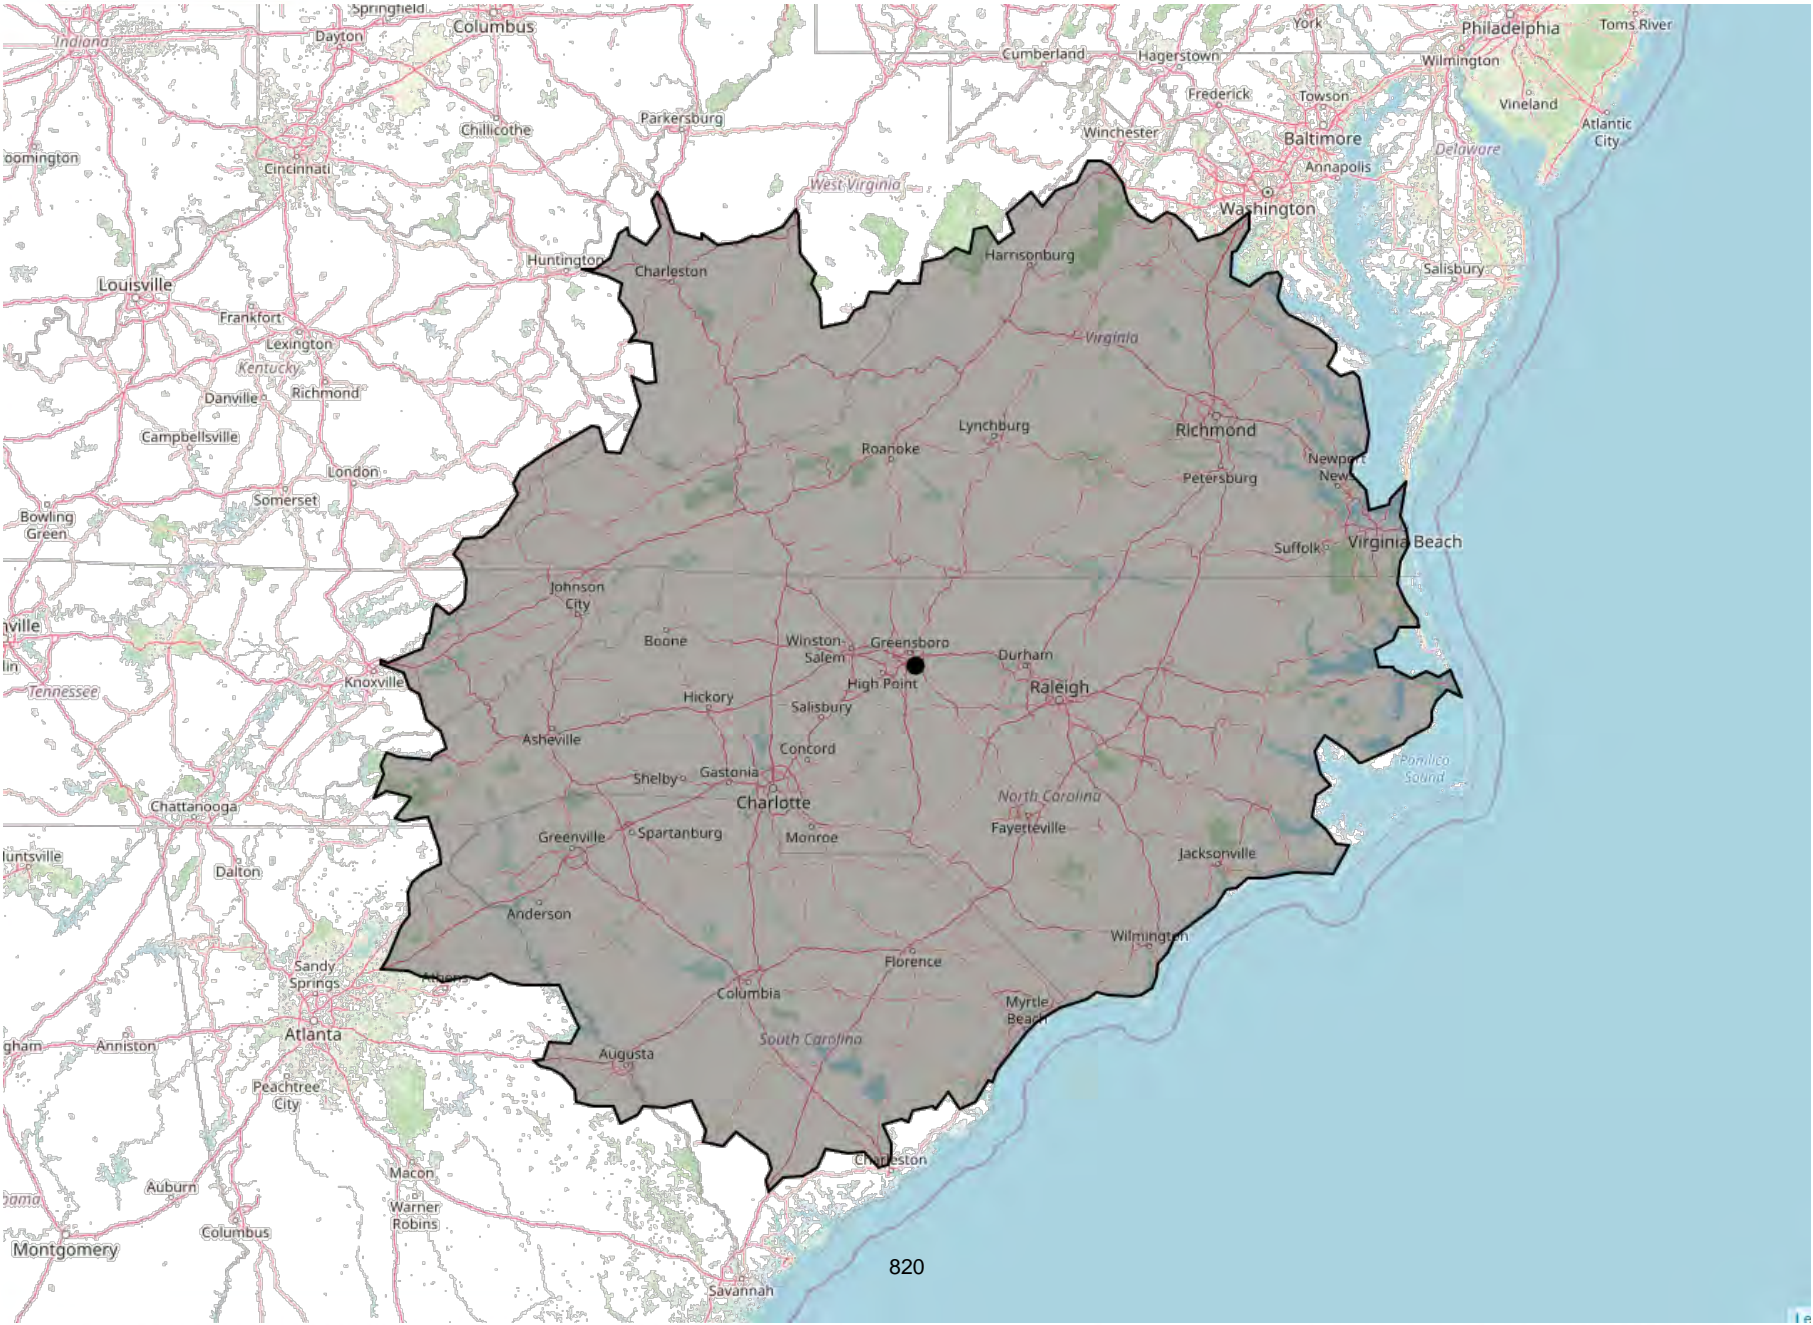 Springfield
Columbus
Philadelphia
Toms River
York
Dayton
Indiana
Cumberland
Hagerstown
Wilmington
Frederick
Towson
Vineland
Parkersburg
Chillicothe
Winchester
Baltimore
Atlantic
City
oomington
Cincinnati
Annapolis
Delaware
West Virginia
Washington
Huntington
Harrisonburg
Charleston
Salisbury
Louisville
Frankfort
Lexington
Virginia
Kentucky
Richmond
Danville
Campbellsville
Lynchburg
Richmond
Roanoke
Newport
News
London
Petersburg
Somerset
Bowling
Green
Suffolk
Virginia Beach
Johnson
City
ville
Boone
Winston-
Salem
Greensboro
Durham
lin
Knoxville
High Point
Raleigh
Tennessee
Hickory
Salisbury
Asheville
Concord
Pamlico
Sound
Shelby
Gastonia
Chattanooga
Charlotte
North Carolina
Greenville
Spartanburg
Monroe
Fayetteville
untsville
Dalton
Jacksonville
Anderson
Wilmington
Florence
Sandy
Springs
Athens
Columbia
Myrtle
Beach
Atlanta
gham
Anniston
South Carolina
Augusta
Peachtree
City
Charleston
Macon
Auburn
bama
Warner
Robins
Columbus
Montgomery
820
Savannah
Le